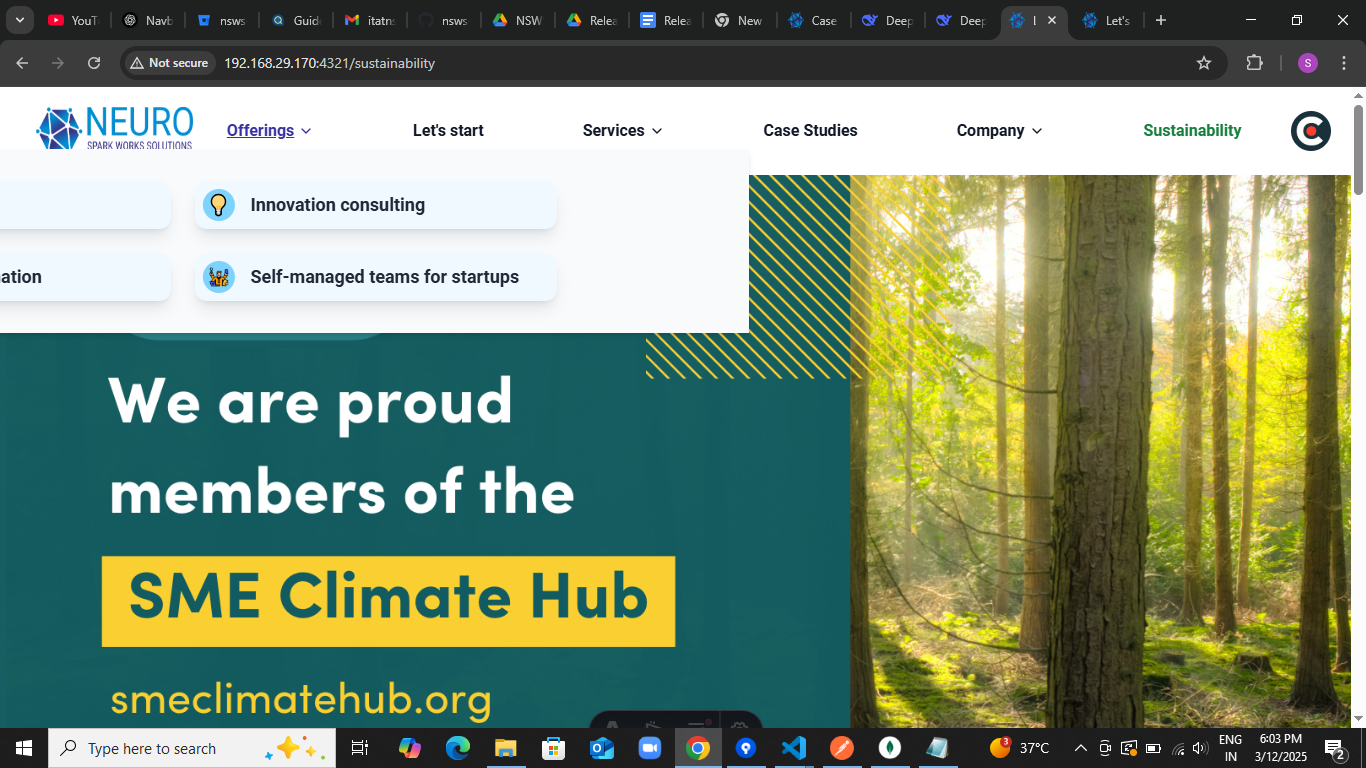 YouT
Navb
nsws
Guide
itatns
nsws
NSW
Relea
Relea
New
Case
Deep
Deep
Let's
Not secure
192.168.29.170:4321/sustainability
S
NEURO
SPARK WORKS SOLUTIONS
Offerings
Let's start
Services
Case Studies
Company
Sustainability
Innovation consulting
ation
Self-managed teams for startups
We are proud
members of the
SME Climate Hub
smeclimatehub.org
Type here to search
3
37°C
ENG
IN
6:03 PM
3/12/2025
2